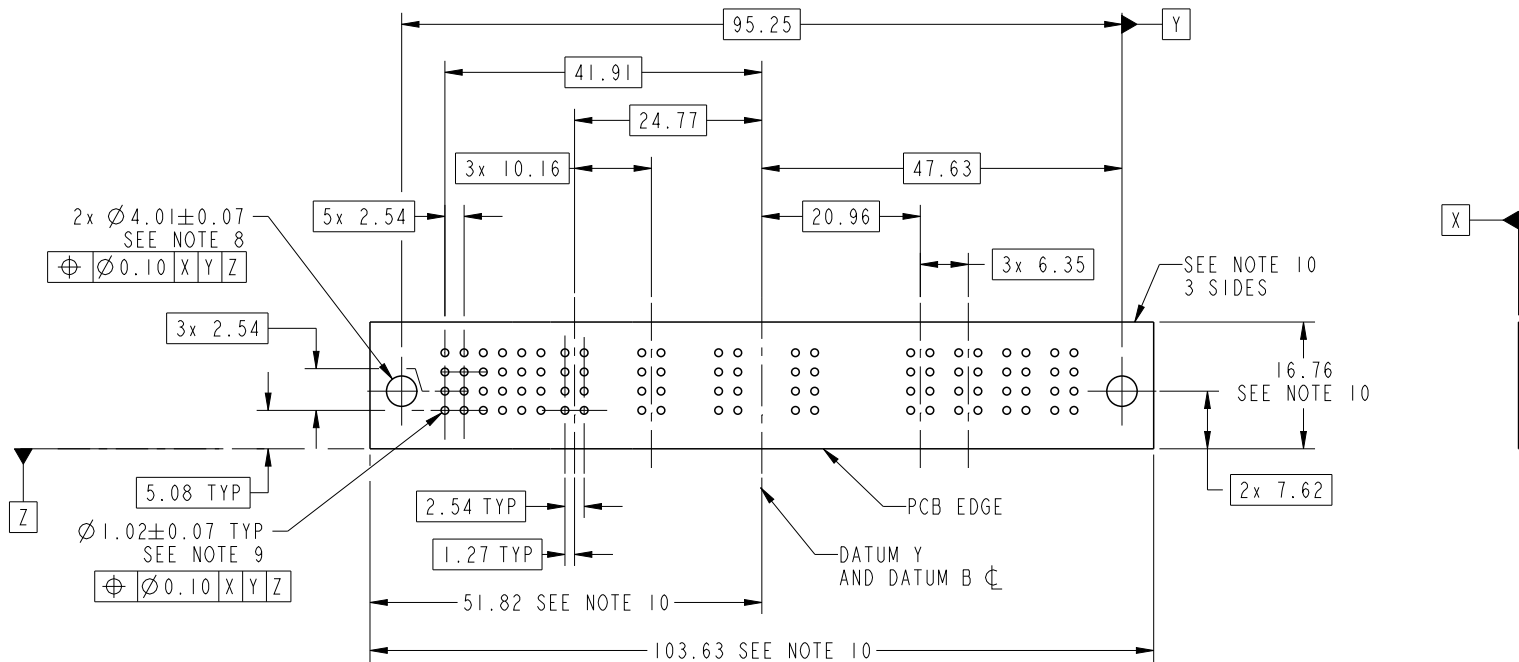 95.25
Y
41.91
24.77
3x 10.16
47.63
2x Ø4.01±0.07
SEE NOTE 8
⌖ Ø0.10 X Y Z
5x 2.54
20.96
X
3x 6.35
SEE NOTE 10
3 SIDES
3x 2.54
16.76
SEE NOTE 10
5.08 TYP
Z
2.54 TYP
PCB EDGE
2x 7.62
Ø1.02±0.07 TYP
SEE NOTE 9
⌖ Ø0.10 X Y Z
1.27 TYP
DATUM Y
AND DATUM B ℄
51.82 SEE NOTE 10
103.63 SEE NOTE 10